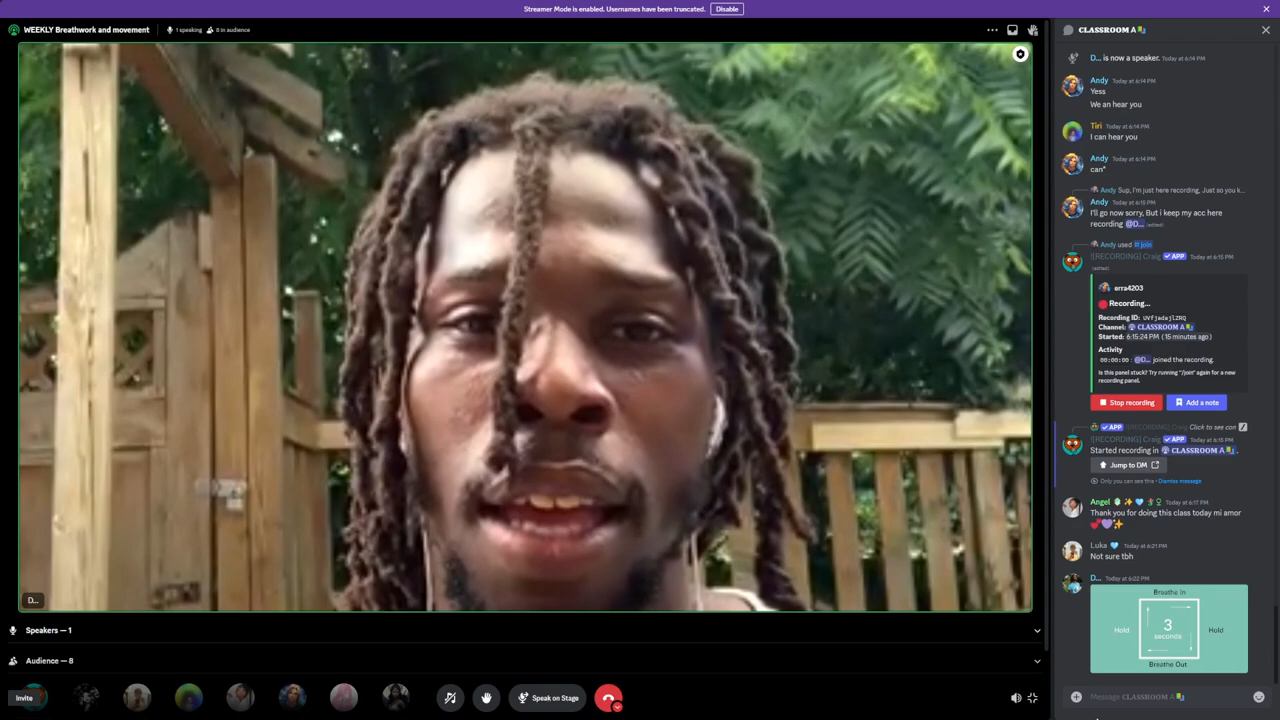 Streamer Mode is enabled. Usernames have been truncated. Disable
WEEKLY Breathwork and movement 1 speaking 8 in audience
D...
Speakers — 1
Audience — 8
Invite
Speak on Stage
CLASSROOM A
D... is now a speaker. Today at 6:14 PM
Andy Today at 6:14 PM
Yess
We an hear you
Tiri Today at 6:14 PM
I can hear you
Andy Today at 6:14 PM
can*
Andy Sup, I'm just here recording, Just so you k...
Andy Today at 6:15 PM
I'll go now sorry, But i keep my acc here
recording @D... (edited)
Andy used join
![RECORDING] Craig APP Today at 6:15 PM
(edited)
erra4203
Recording...
Recording ID: UVfjadajlZRQ
Channel: CLASSROOM A
Started: 6:15:24 PM (15 minutes ago)
Activity
00:00:00: @D... joined the recording.
Is this panel stuck? Try running "/join" again for a new
recording panel.
Stop recording Add a note
APP ![RECORDING] Craig Click to see con
![RECORDING] Craig APP Today at 6:15 PM
Started recording in CLASSROOM A.
Jump to DM
Only you can see this • Dismiss message
Angel Today at 6:17 PM
Thank you for doing this class today mi amor
Luka Today at 6:21 PM
Not sure tbh
D... Today at 6:22 PM
Breathe in
Hold 3 Hold
seconds
Breathe Out
Message CLASSROOM A